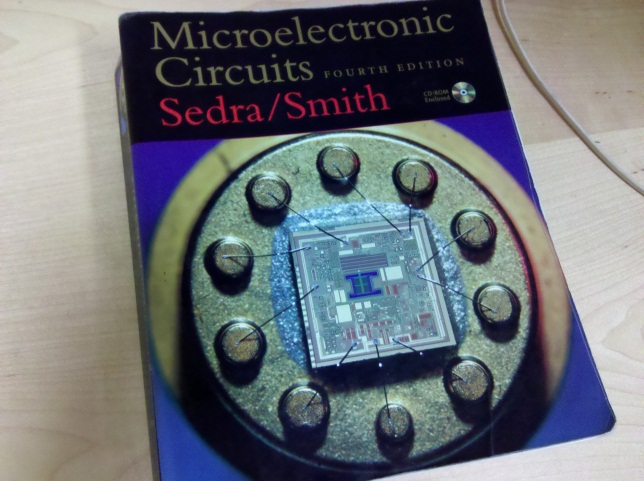 Microelectronic
Circuits FOURTH EDITION
Sedra/Smith
CD-ROM
Enclosed